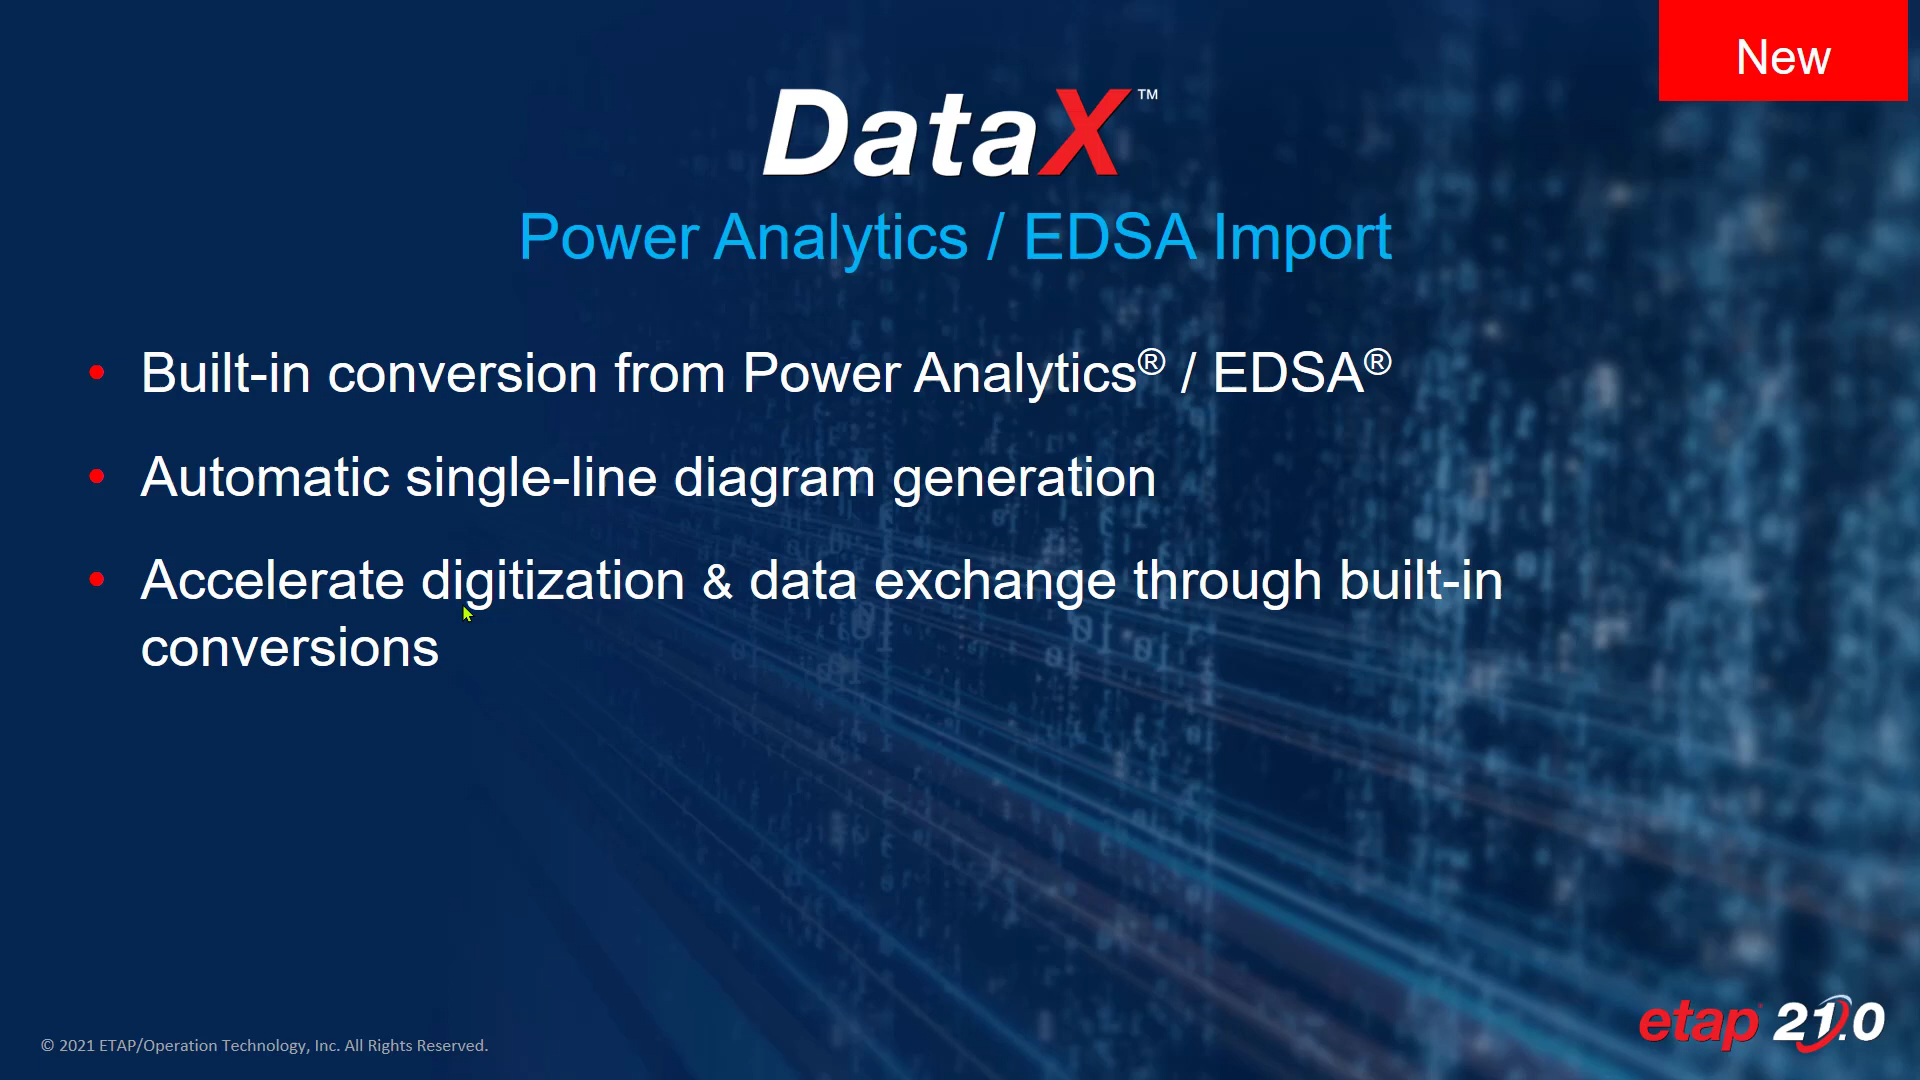 New
DataX™
Power Analytics / EDSA Import
• Built-in conversion from Power Analytics® / EDSA®
• Automatic single-line diagram generation
• Accelerate digitization & data exchange through built-in
conversions
© 2021 ETAP/Operation Technology, Inc. All Rights Reserved.
etap 21.0